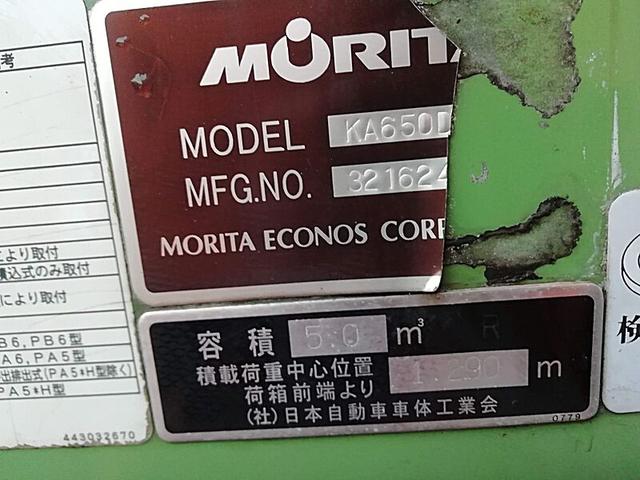 考
MORITA
MODEL KA650D
MFG.NO. 321624
MORITA ECONOS CORP
により取付
積込式のみ取付
により取付
B6,PB6型
A6,PA5型
出排出式(PA5*H型除く)
PA5*H型
443032670
容積 5.0 m³ R
積載荷重中心位置
荷箱前端より 1.290 m
(社)日本自動車車体工業会
0779
検